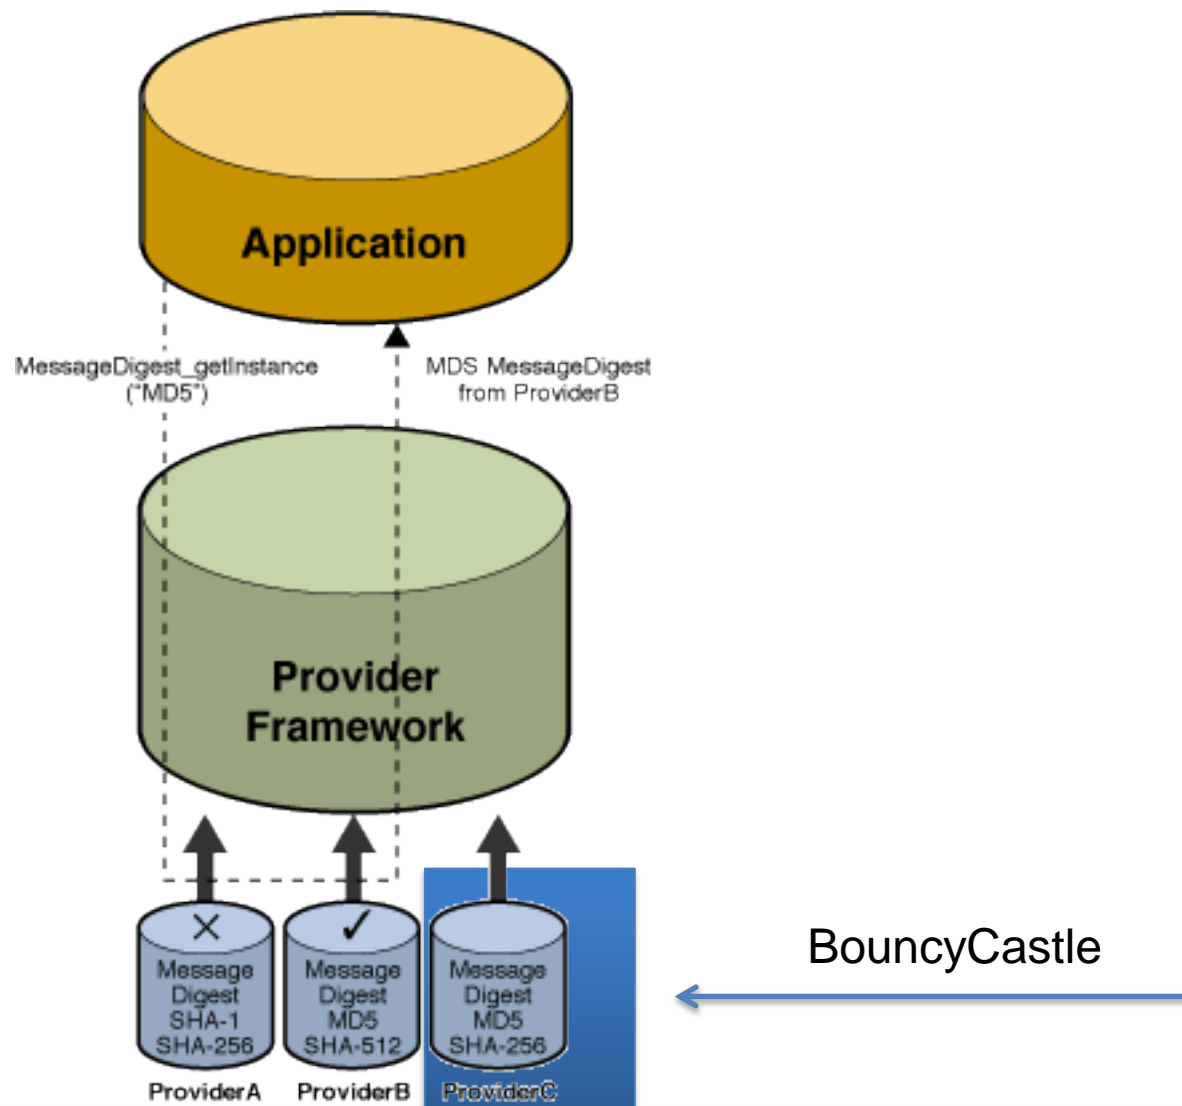 Application
MessageDigest_getInstance
("MD5")
MDS MessageDigest
from ProviderB
Provider
Framework
Message
Digest
SHA-1
SHA-256
ProviderA
Message
Digest
MD5
SHA-512
ProviderB
Message
Digest
MD5
SHA-256
ProviderC
BouncyCastle